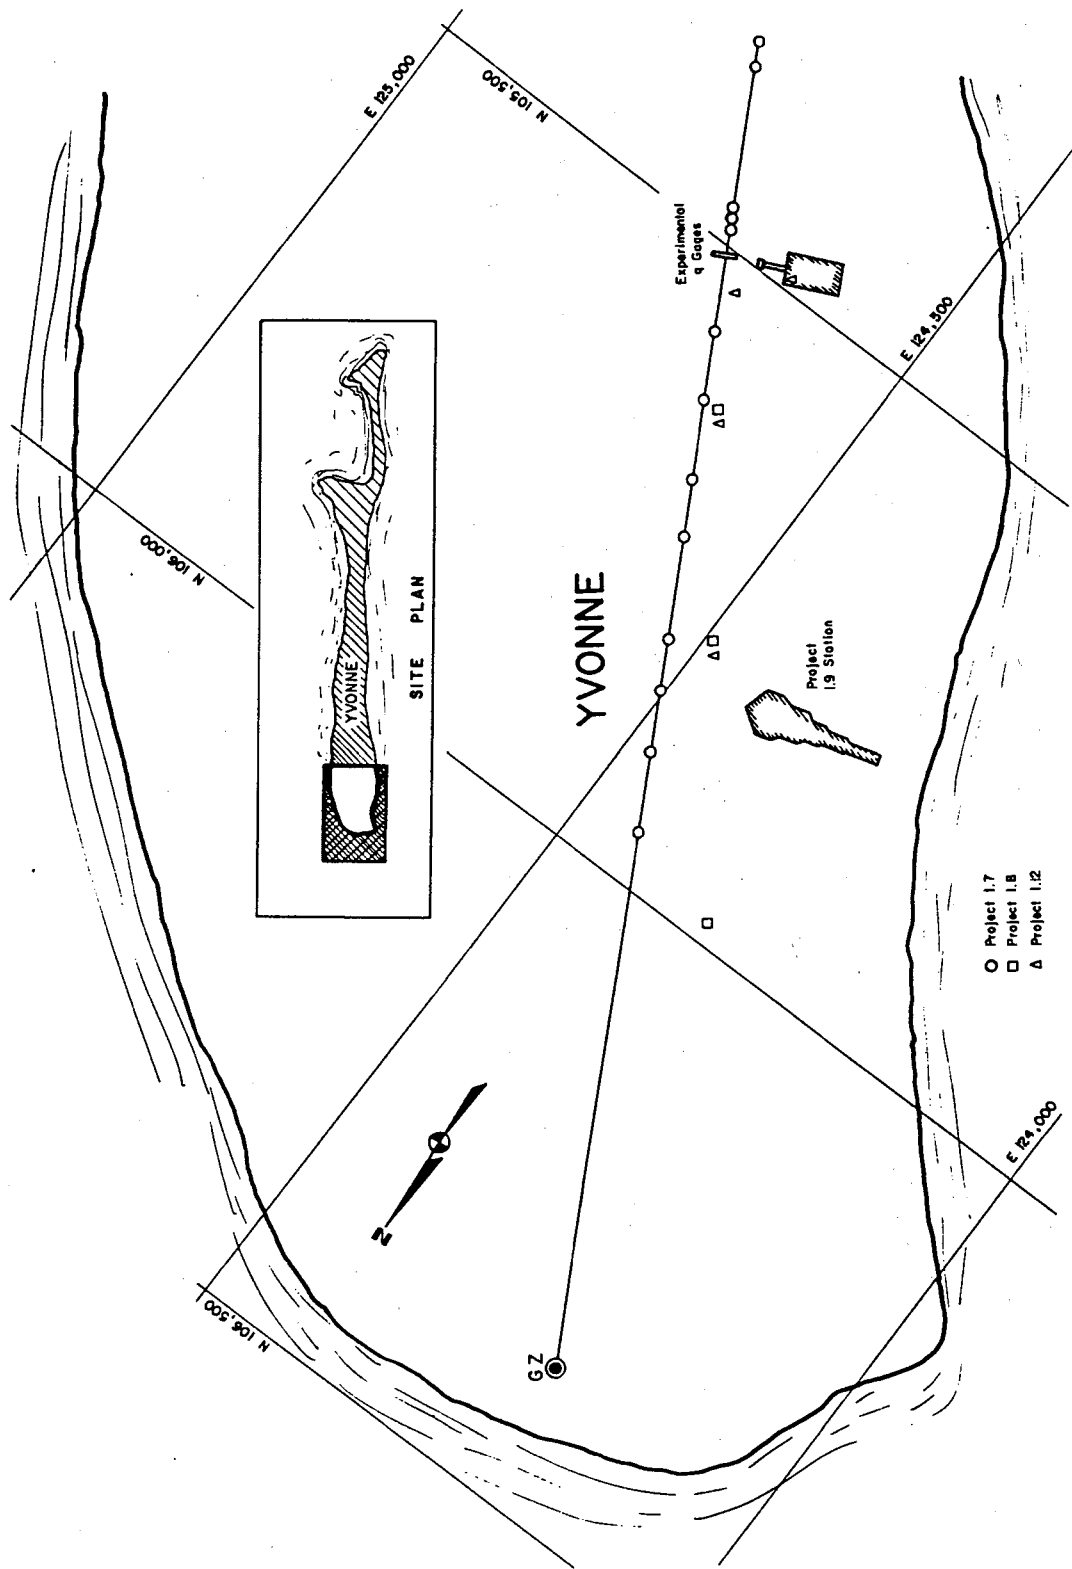 E 125,000
N 105,500
Experimental
q Gages
E 124,500
N 106,000
YVONNE
SITE PLAN
YVONNE
Project
1.9 Station
○ Project 1.7
□ Project 1.8
△ Project 1.12
N
E 124,000
N 106,500
GZ